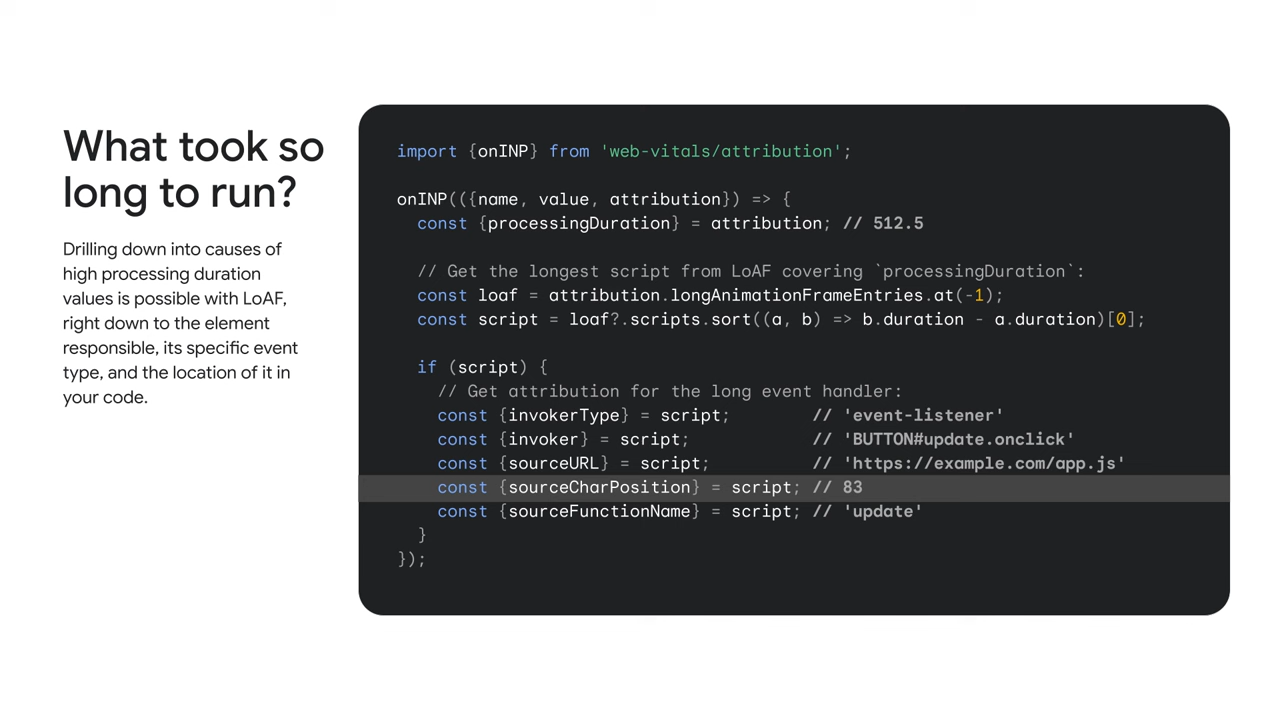 What took so
long to run?
Drilling down into causes of
high processing duration
values is possible with LoAF,
right down to the element
responsible, its specific event
type, and the location of it in
your code.
import {onINP} from 'web-vitals/attribution';
onINP(({name, value, attribution}) => {
  const {processingDuration} = attribution; // 512.5
  // Get the longest script from LoAF covering `processingDuration`:
  const loaf = attribution.longAnimationFrameEntries.at(-1);
  const script = loaf?.scripts.sort((a, b) => b.duration - a.duration)[0];
  if (script) {
    // Get attribution for the long event handler:
    const {invokerType} = script;        // 'event-listener'
    const {invoker} = script;            // 'BUTTON#update.onclick'
    const {sourceURL} = script;          // 'https://example.com/app.js'
    const {sourceCharPosition} = script; // 83
    const {sourceFunctionName} = script; // 'update'
  }
});